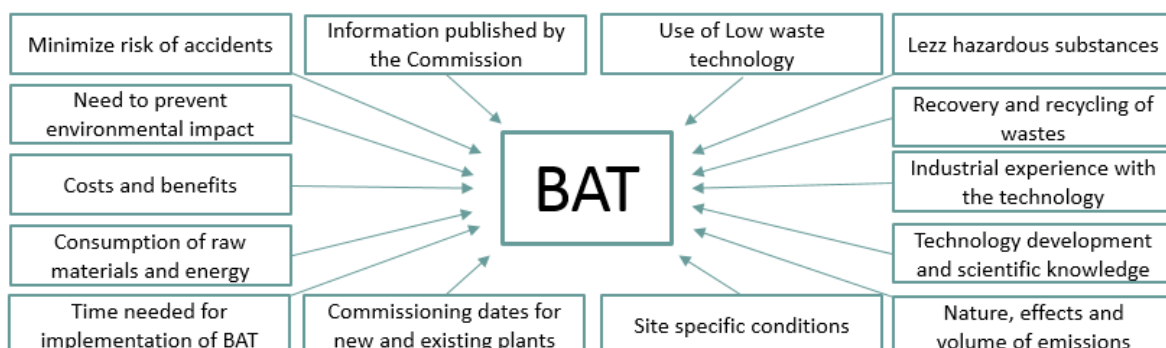 Minimize risk of accidents
Information published by
the Commission
Use of Low waste
technology
Lezz hazardous substances
Need to prevent
environmental impact
Recovery and recycling of
wastes
Costs and benefits
BAT
Industrial experience with
the technology
Consumption of raw
materials and energy
Technology development
and scientific knowledge
Time needed for
implementation of BAT
Commissioning dates for
new and existing plants
Site specific conditions
Nature, effects and
volume of emissions